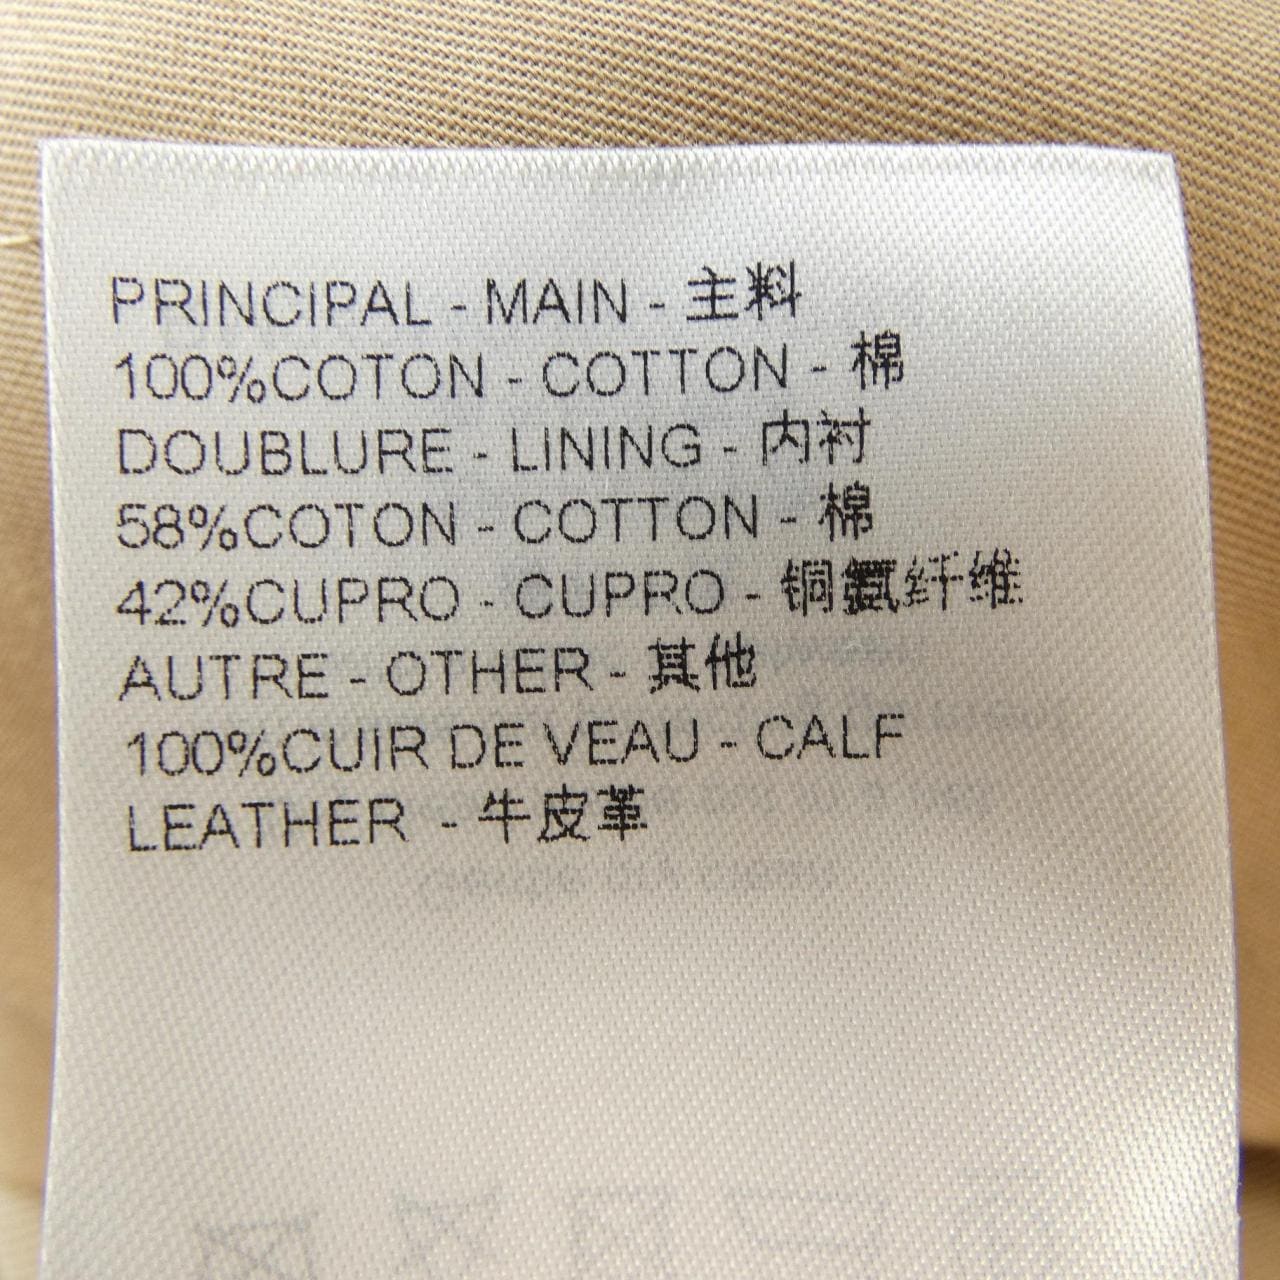 PRINCIPAL - MAIN - 主料
100%COTON - COTTON - 棉
DOUBLURE - LINING - 内衬
58%COTON - COTTON - 棉
42%CUPRO - CUPRO - 铜氨纤维
AUTRE - OTHER - 其他
100%CUIR DE VEAU - CALF
LEATHER - 牛皮革